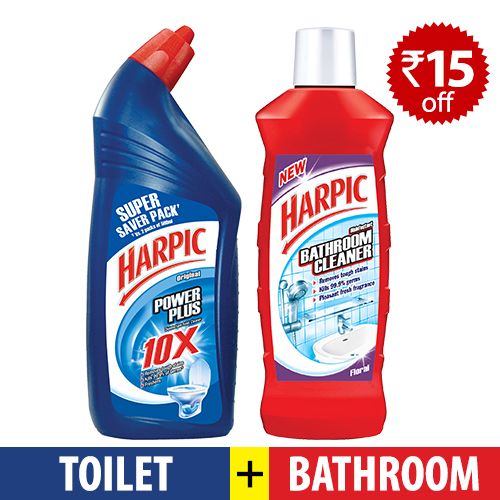 ₹15
off
SUPER
SAVER PACK*
HARPIC
Original
POWER
PLUS
10X
NEW
HARPIC
Disinfectant
BATHROOM
CLEANER
Removes tough stains
Kills 99.9% germs
Pleasant fresh fragrance
Floral
TOILET + BATHROOM